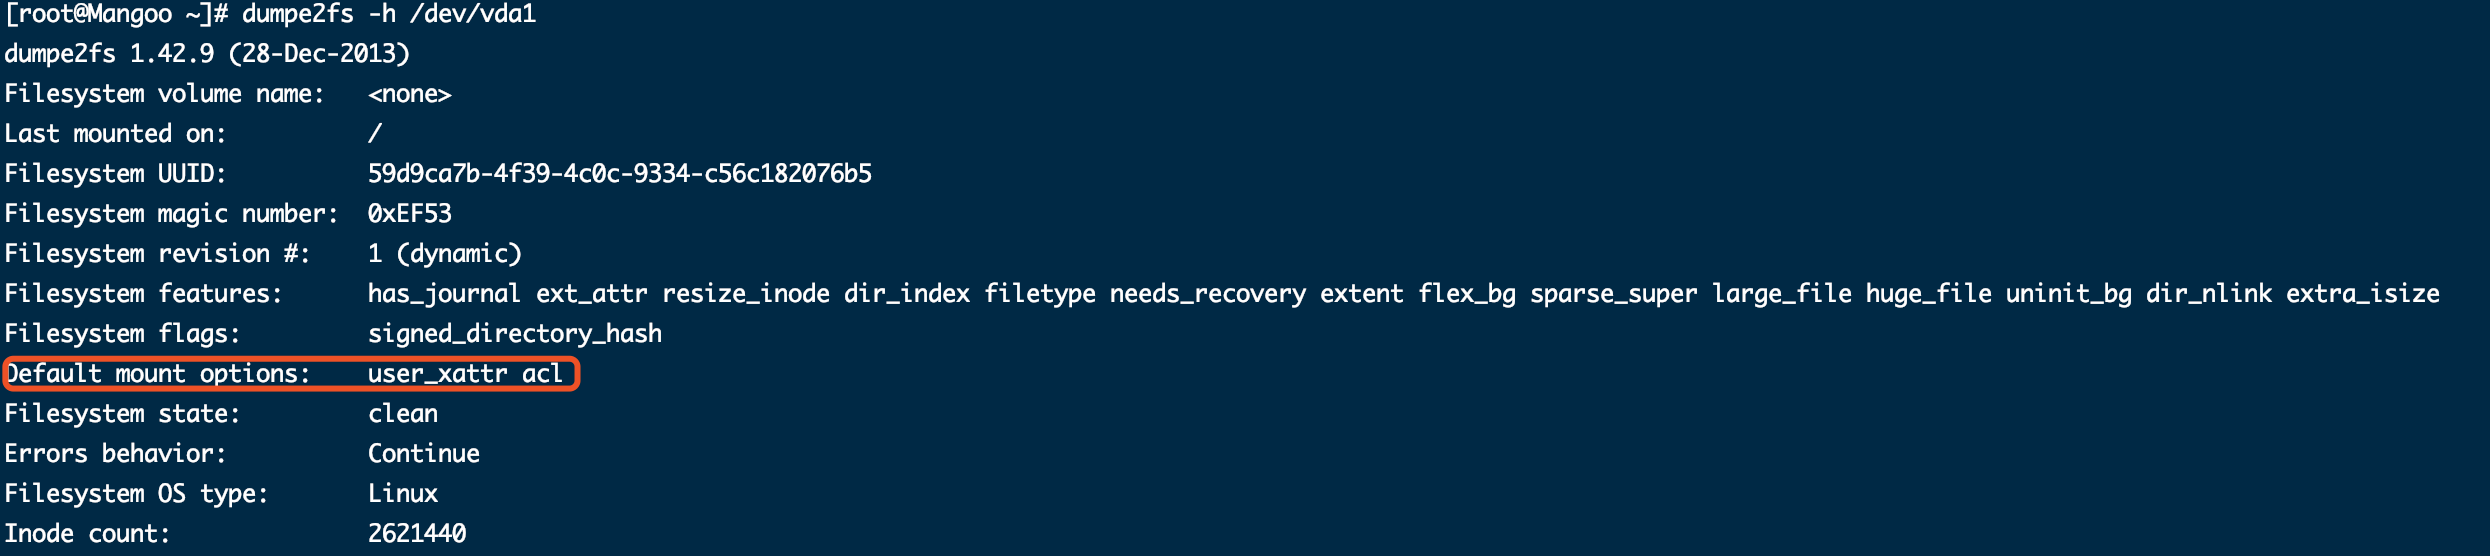 [root@Mangoo ~]# dumpe2fs -h /dev/vda1
dumpe2fs 1.42.9 (28-Dec-2013)
Filesystem volume name:   <none>
Last mounted on:          /
Filesystem UUID:          59d9ca7b-4f39-4c0c-9334-c56c182076b5
Filesystem magic number:  0xEF53
Filesystem revision #:    1 (dynamic)
Filesystem features:      has_journal ext_attr resize_inode dir_index filetype needs_recovery extent flex_bg sparse_super large_file huge_file uninit_bg dir_nlink extra_isize
Filesystem flags:         signed_directory_hash
Default mount options:    user_xattr acl
Filesystem state:         clean
Errors behavior:          Continue
Filesystem OS type:       Linux
Inode count:              2621440